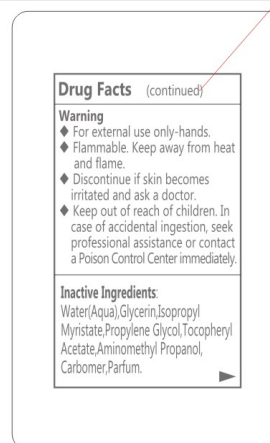 Drug Facts (continued)
Warning
◆ For external use only-hands.
◆ Flammable. Keep away from heat
and flame.
◆ Discontinue if skin becomes
irritated and ask a doctor.
◆ Keep out of reach of children. In
case of accidental ingestion, seek
professional assistance or contact
a Poison Control Center immediately.
Inactive Ingredients:
Water(Aqua),Glycerin,Isopropyl
Myristate,Propylene Glycol,Tocopheryl
Acetate,Aminomethyl Propanol,
Carbomer,Parfum.